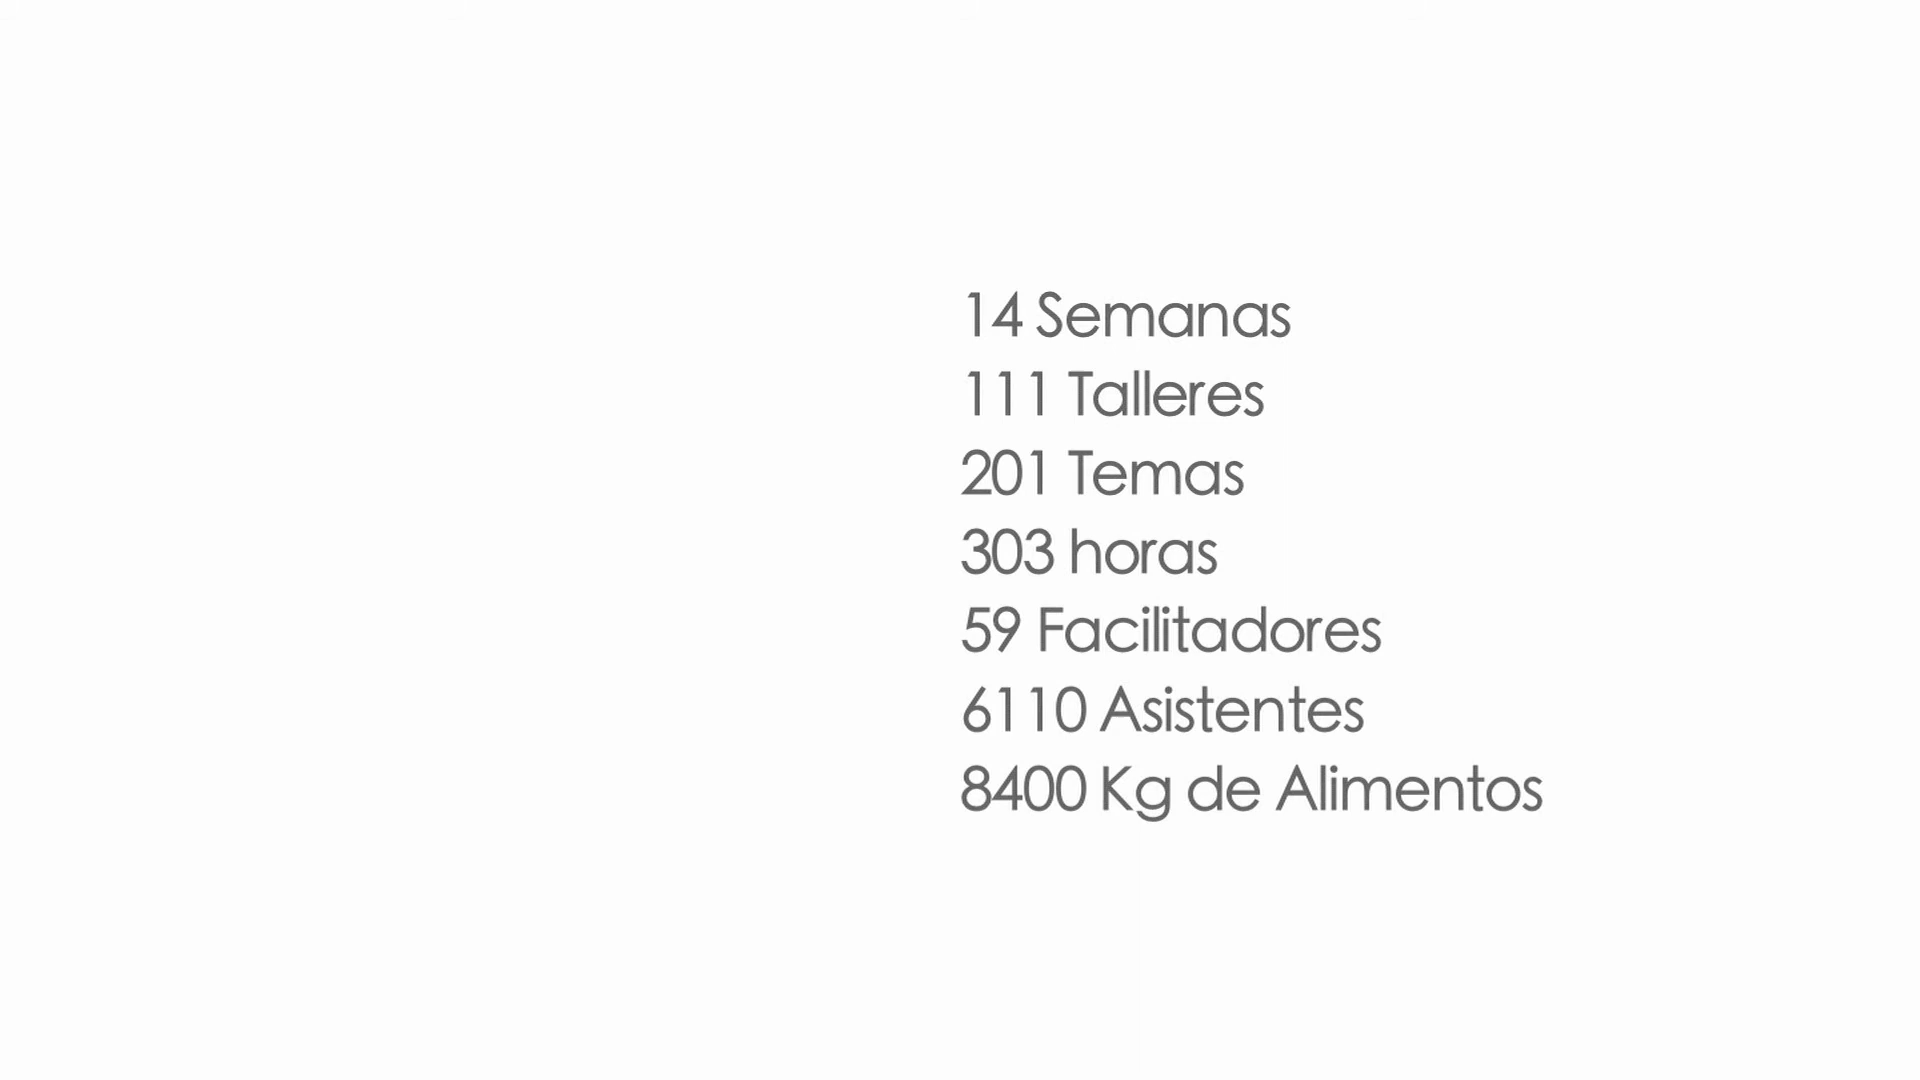 14 Semanas
111 Talleres
201 Temas
303 horas
59 Facilitadores
6110 Asistentes
8400 Kg de Alimentos